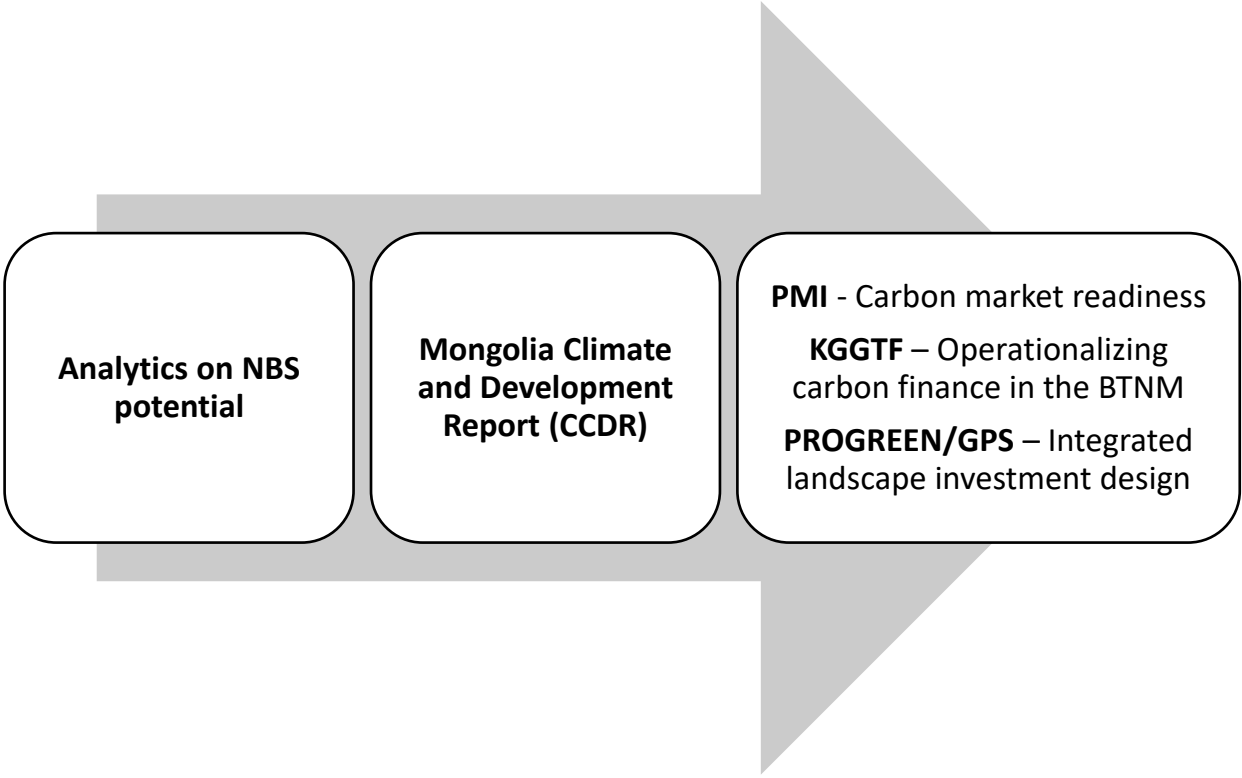 Analytics on NBS
potential
Mongolia Climate
and Development
Report (CCDR)
PMI - Carbon market readiness
KGGTF – Operationalizing
carbon finance in the BTNM
PROGREEN/GPS – Integrated
landscape investment design